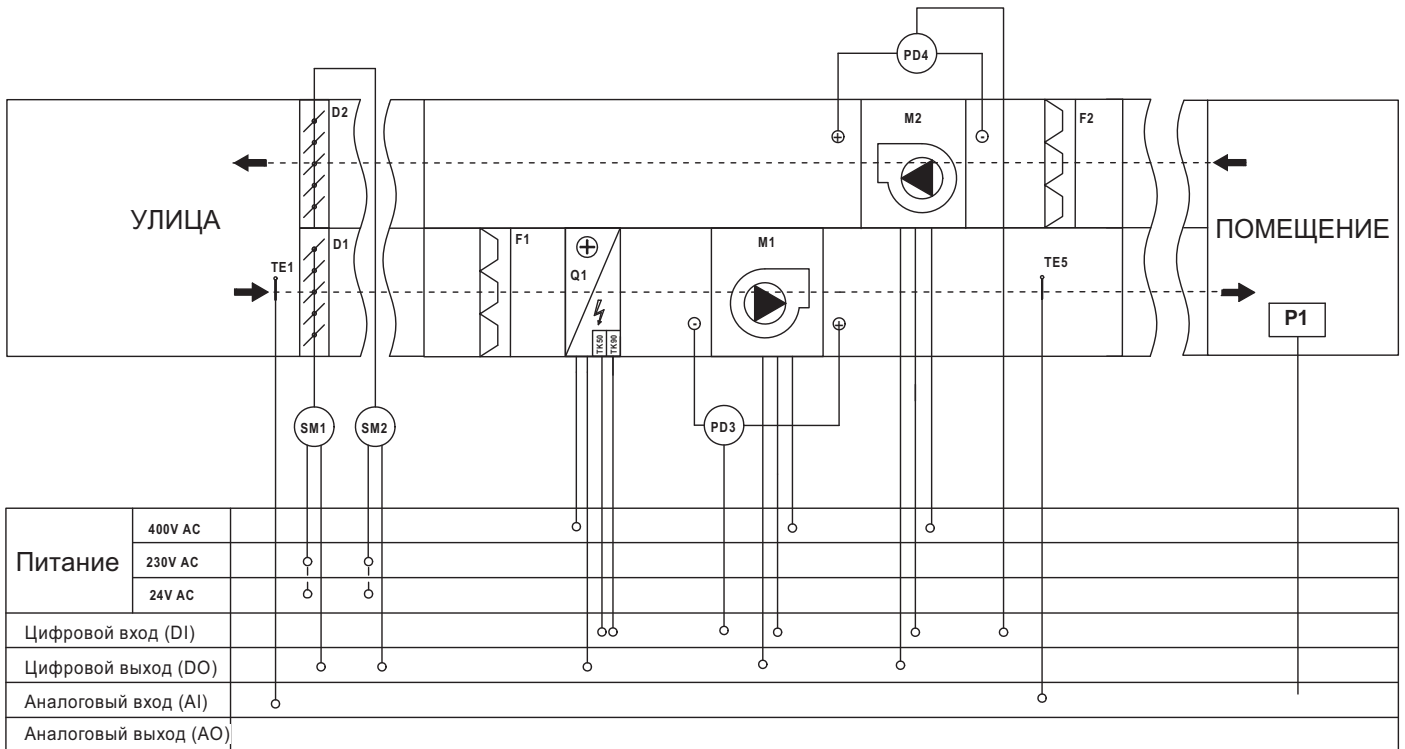 PD4
D2
M2
F2
УЛИЦА
ПОМЕЩЕНИЕ
D1
F1
Q1
M1
TE1
TE5
TK50
TK90
P1
SM1
SM2
PD3
Питание
400V AC
230V AC
24V AC
Цифровой вход (DI)
Цифровой выход (DO)
Аналоговый вход (AI)
Аналоговый выход (AO)